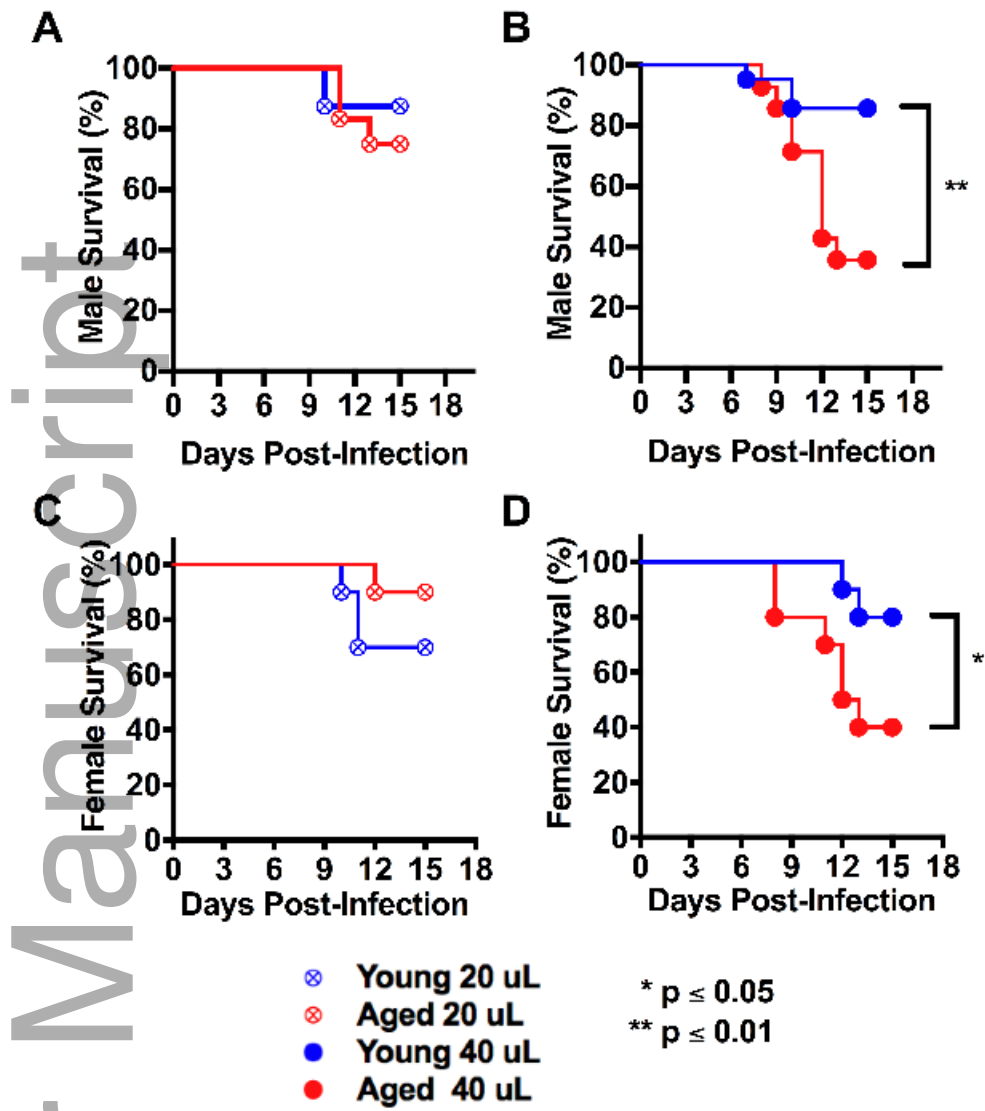 A
100
80
60
40
20
0
Male Survival (%)
0 3 6 9 12 15 18
Days Post-Infection
B
100
80
60
40
20
0
Male Survival (%)
0 3 6 9 12 15 18
Days Post-Infection
**
C
100
80
60
40
20
0
Female Survival (%)
0 3 6 9 12 15 18
Days Post-Infection
D
100
80
60
40
20
0
Female Survival (%)
0 3 6 9 12 15 18
Days Post-Infection
*
Young 20 uL
Aged 20 uL
Young 40 uL
Aged 40 uL
* p ≤ 0.05
** p ≤ 0.01
Manuscript